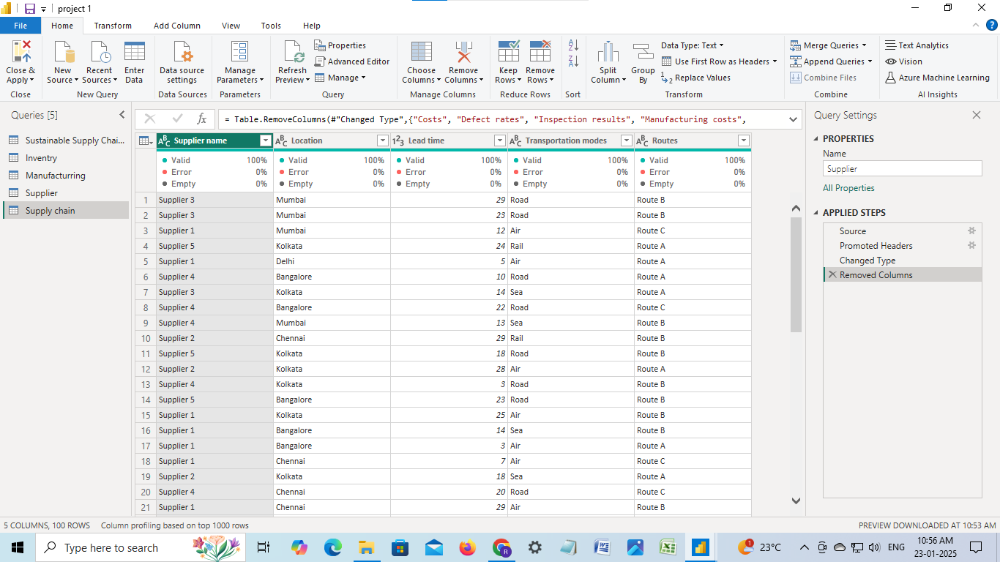 project 1
File Home Transform Add Column View Tools Help
Close & Apply
Close
New Source
Recent Sources
Enter Data
New Query
Data source settings
Data Sources
Manage Parameters
Parameters
Refresh Preview
Properties
Advanced Editor
Manage
Query
Choose Columns
Remove Columns
Manage Columns
Keep Rows
Remove Rows
Reduce Rows
Sort
Split Column
Group By
Data Type: Text
Use First Row as Headers
Replace Values
Transform
Merge Queries
Append Queries
Combine Files
Combine
Text Analytics
Vision
Azure Machine Learning
AI Insights
Queries [5]
Sustainable Supply Chai...
Inventry
Manufacturring
Supplier
Supply chain
fx = Table.RemoveColumns(#"Changed Type",{"Costs", "Defect rates", "Inspection results", "Manufacturing costs",
ABC Supplier name ABC Location 123 Lead time ABC Transportation modes ABC Routes
Valid 100% Valid 100% Valid 100% Valid 100% Valid 100%
Error 0% Error 0% Error 0% Error 0% Error 0%
Empty 0% Empty 0% Empty 0% Empty 0% Empty 0%
1 Supplier 3 Mumbai 29 Road Route B
2 Supplier 3 Mumbai 23 Road Route B
3 Supplier 1 Mumbai 12 Air Route C
4 Supplier 5 Kolkata 24 Rail Route A
5 Supplier 1 Delhi 5 Air Route A
6 Supplier 4 Bangalore 10 Road Route A
7 Supplier 3 Kolkata 14 Sea Route A
8 Supplier 4 Bangalore 22 Road Route C
9 Supplier 4 Mumbai 13 Sea Route B
10 Supplier 2 Chennai 29 Rail Route B
11 Supplier 5 Kolkata 18 Road Route B
12 Supplier 2 Kolkata 28 Air Route A
13 Supplier 4 Kolkata 3 Road Route B
14 Supplier 5 Bangalore 23 Road Route B
15 Supplier 1 Kolkata 25 Air Route B
16 Supplier 1 Bangalore 14 Sea Route B
17 Supplier 1 Bangalore 3 Air Route A
18 Supplier 1 Chennai 7 Air Route C
19 Supplier 2 Kolkata 18 Sea Route A
20 Supplier 4 Chennai 20 Road Route C
21 Supplier 1 Chennai 29 Air Route B
Query Settings
PROPERTIES
Name
Supplier
All Properties
APPLIED STEPS
Source
Promoted Headers
Changed Type
Removed Columns
5 COLUMNS, 100 ROWS Column profiling based on top 1000 rows
PREVIEW DOWNLOADED AT 10:53 AM
Type here to search
1
23°C
ENG
10:56 AM
23-01-2025